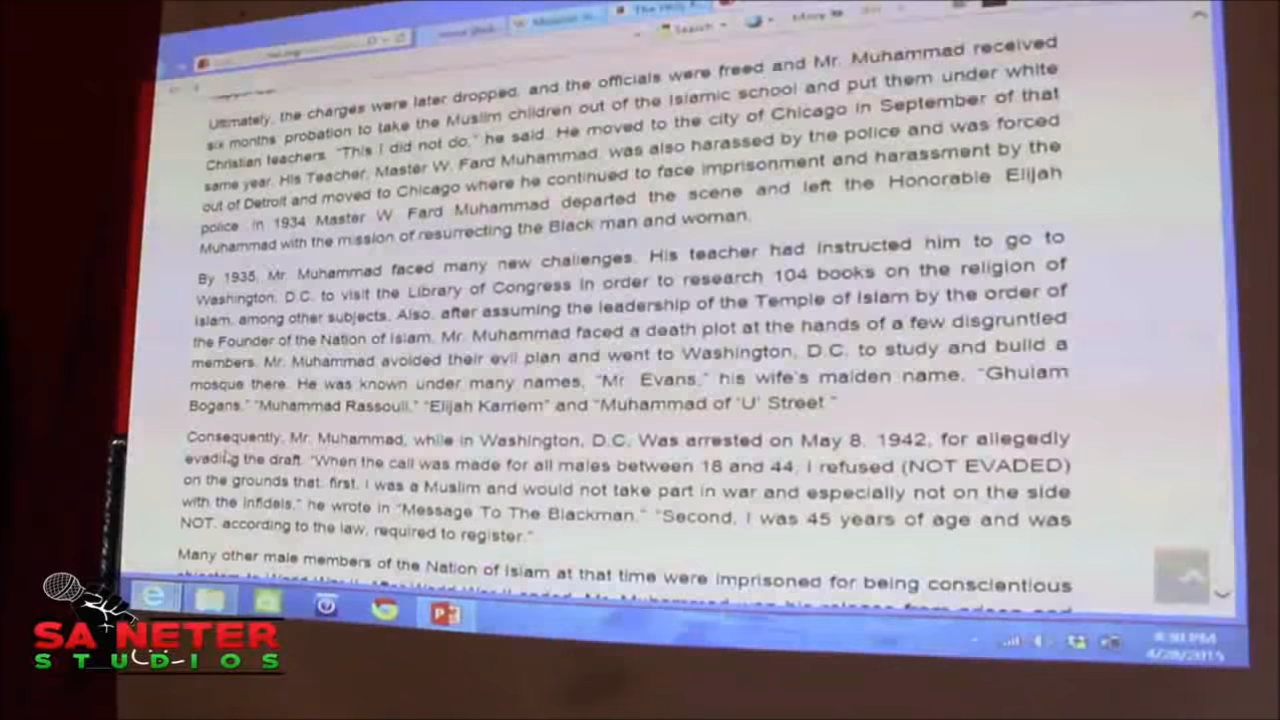 More
Search
Ultimately, the charges were later dropped, and the officials were freed and Mr. Muhammad received
six months probation to take the Muslim children out of the Islamic school and put them under white
Christian teachers. "This I did not do," he said. He moved to the city of Chicago in September of that
same year. His Teacher, Master W. Fard Muhammad, was also harassed by the police and was forced
out of Detroit and moved to Chicago where he continued to face imprisonment and harassment by the
police. In 1934 Master W. Fard Muhammad departed the scene and left the Honorable Elijah
Muhammad with the mission of resurrecting the Black man and woman.
By 1935, Mr. Muhammad faced many new challenges. His teacher had instructed him to go to
Washington, D.C. to visit the Library of Congress in order to research 104 books on the religion of
Islam, among other subjects. Also, after assuming the leadership of the Temple of Islam by the order of
the Founder of the Nation of Islam, Mr. Muhammad faced a death plot at the hands of a few disgruntled
members. Mr. Muhammad avoided their evil plan and went to Washington, D.C. to study and build a
mosque there. He was known under many names, "Mr. Evans," his wife's maiden name, "Ghulam
Bogans," "Muhammad Rassoull," "Elijah Karriem" and "Muhammad of 'U' Street."
Consequently, Mr. Muhammad, while in Washington, D.C. Was arrested on May 8, 1942, for allegedly
evading the draft. "When the call was made for all males between 18 and 44, I refused (NOT EVADED)
on the grounds that, first, I was a Muslim and would not take part in war and especially not on the side
with the infidels," he wrote in "Message To The Blackman." "Second, I was 45 years of age and was
NOT, according to the law, required to register."
Many other male members of the Nation of Islam at that time were imprisoned for being conscientious
8:30 PM
4/28/2015
SA NETER
STUDIOS